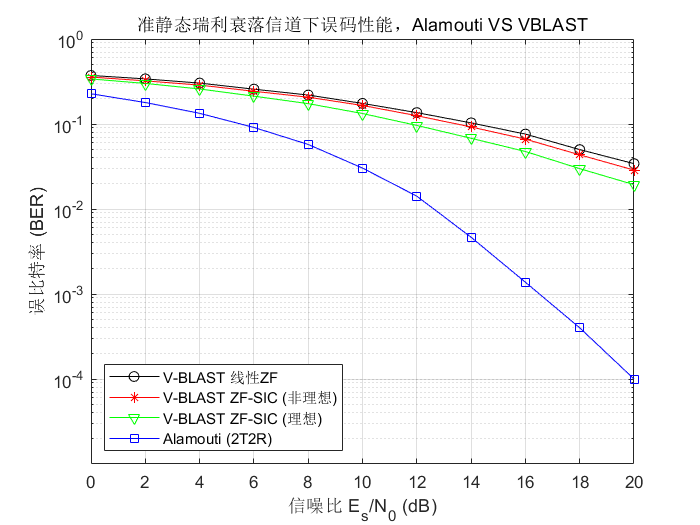 准静态瑞利衰落信道下误码性能，Alamouti VS VBLAST
10^0
10^-1
10^-2
10^-3
10^-4
误比特率 (BER)
V-BLAST 线性ZF
V-BLAST ZF-SIC (非理想)
V-BLAST ZF-SIC (理想)
Alamouti (2T2R)
0 2 4 6 8 10 12 14 16 18 20
信噪比 E_s/N_0 (dB)